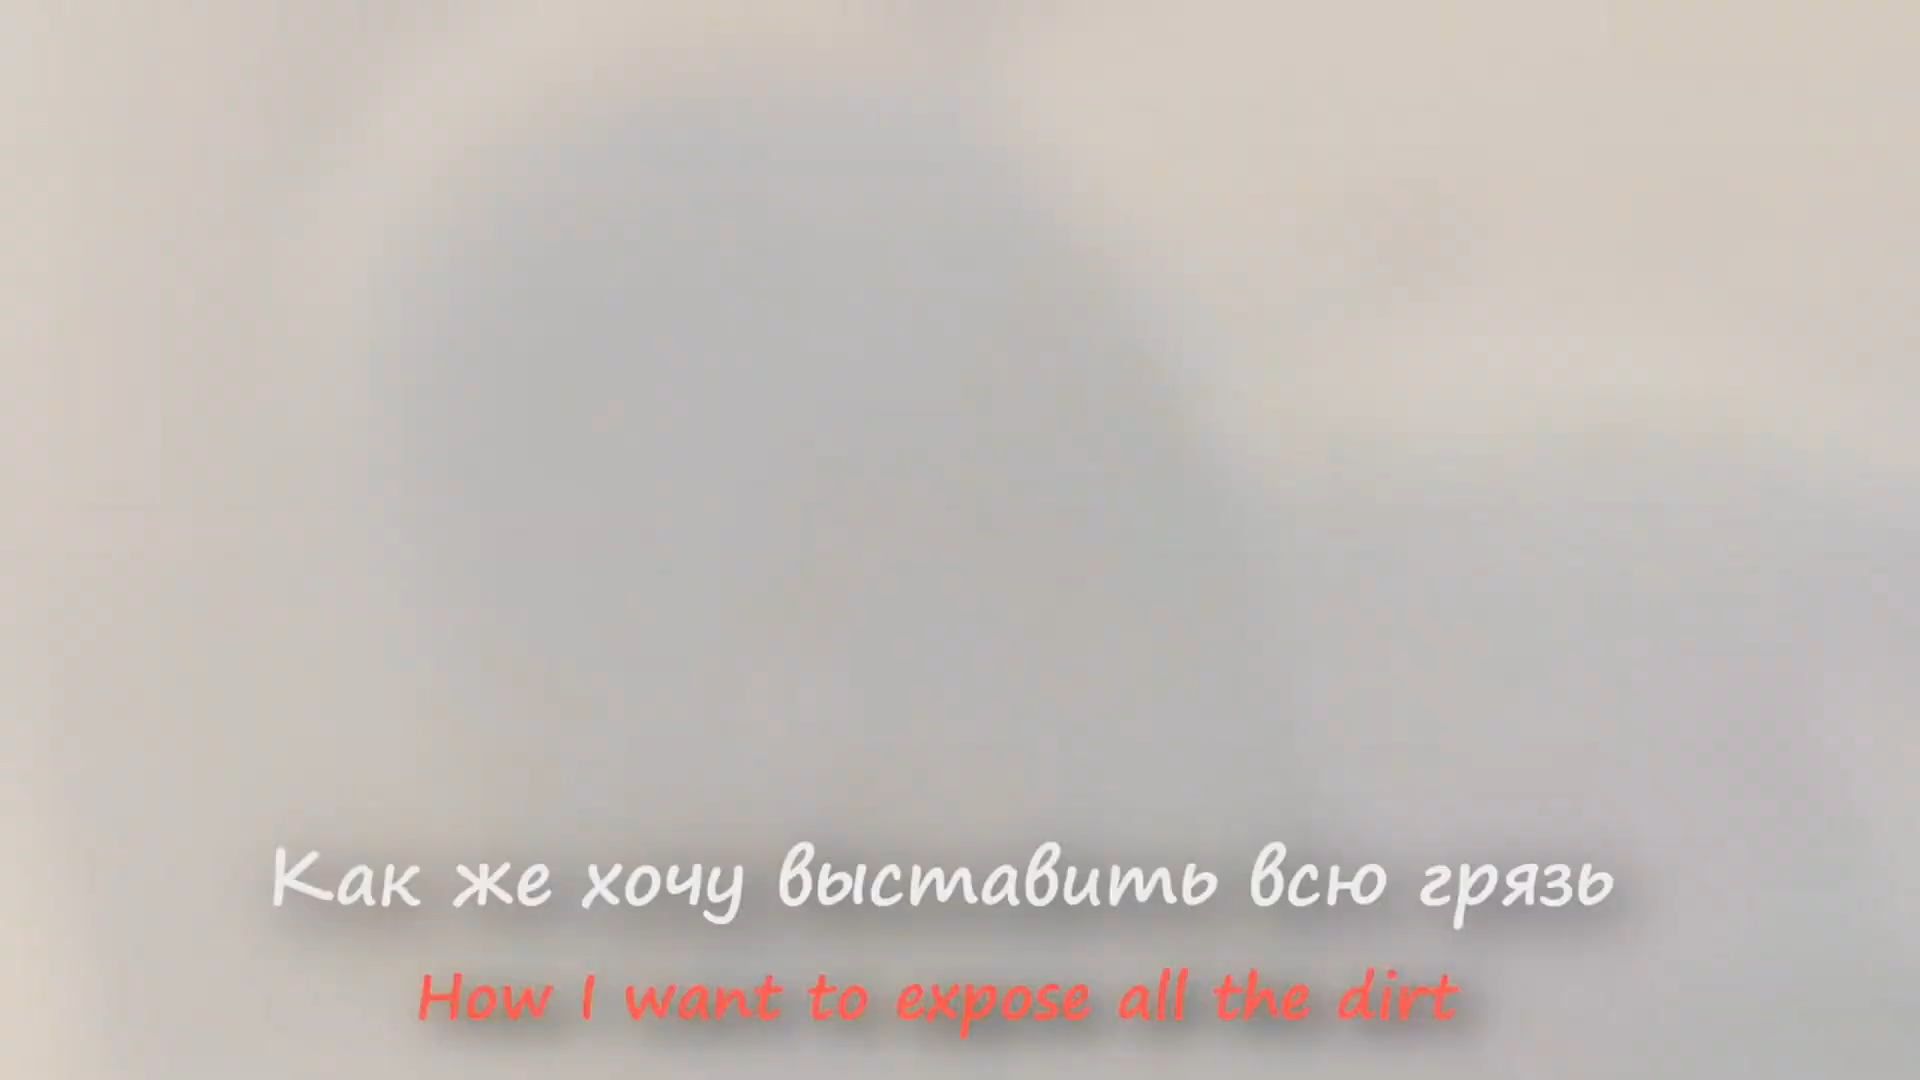 Как же хочу выставить всю грязь
How I want to expose all the dirt